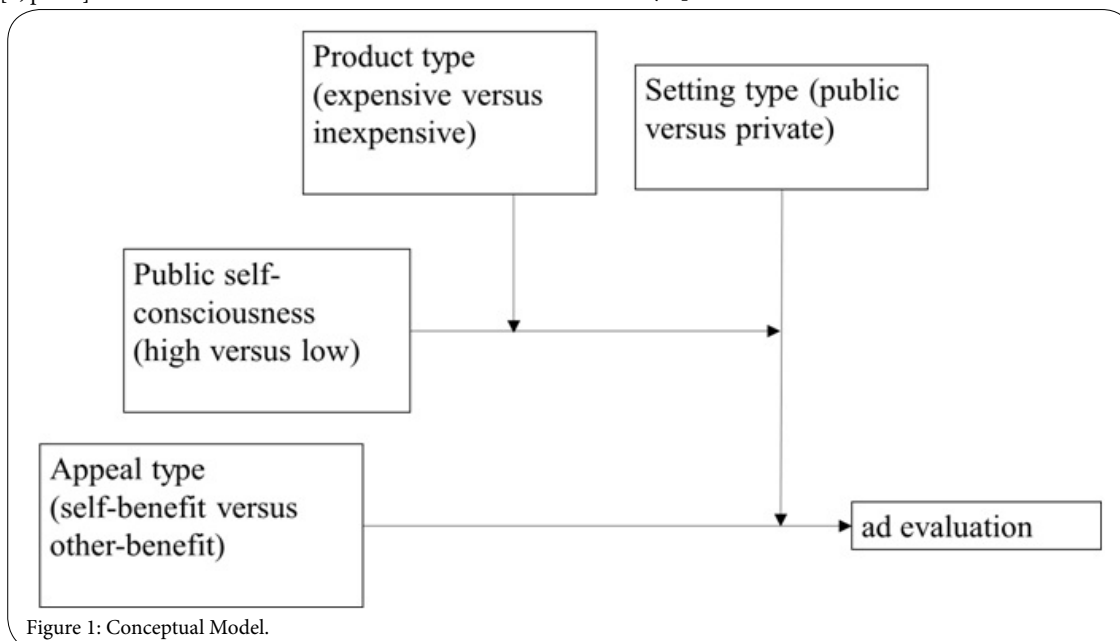 Product type
(expensive versus
inexpensive)
Setting type (public
versus private)
Public self-
consciousness
(high versus low)
Appeal type
(self-benefit versus
other-benefit)
ad evaluation
Figure 1: Conceptual Model.